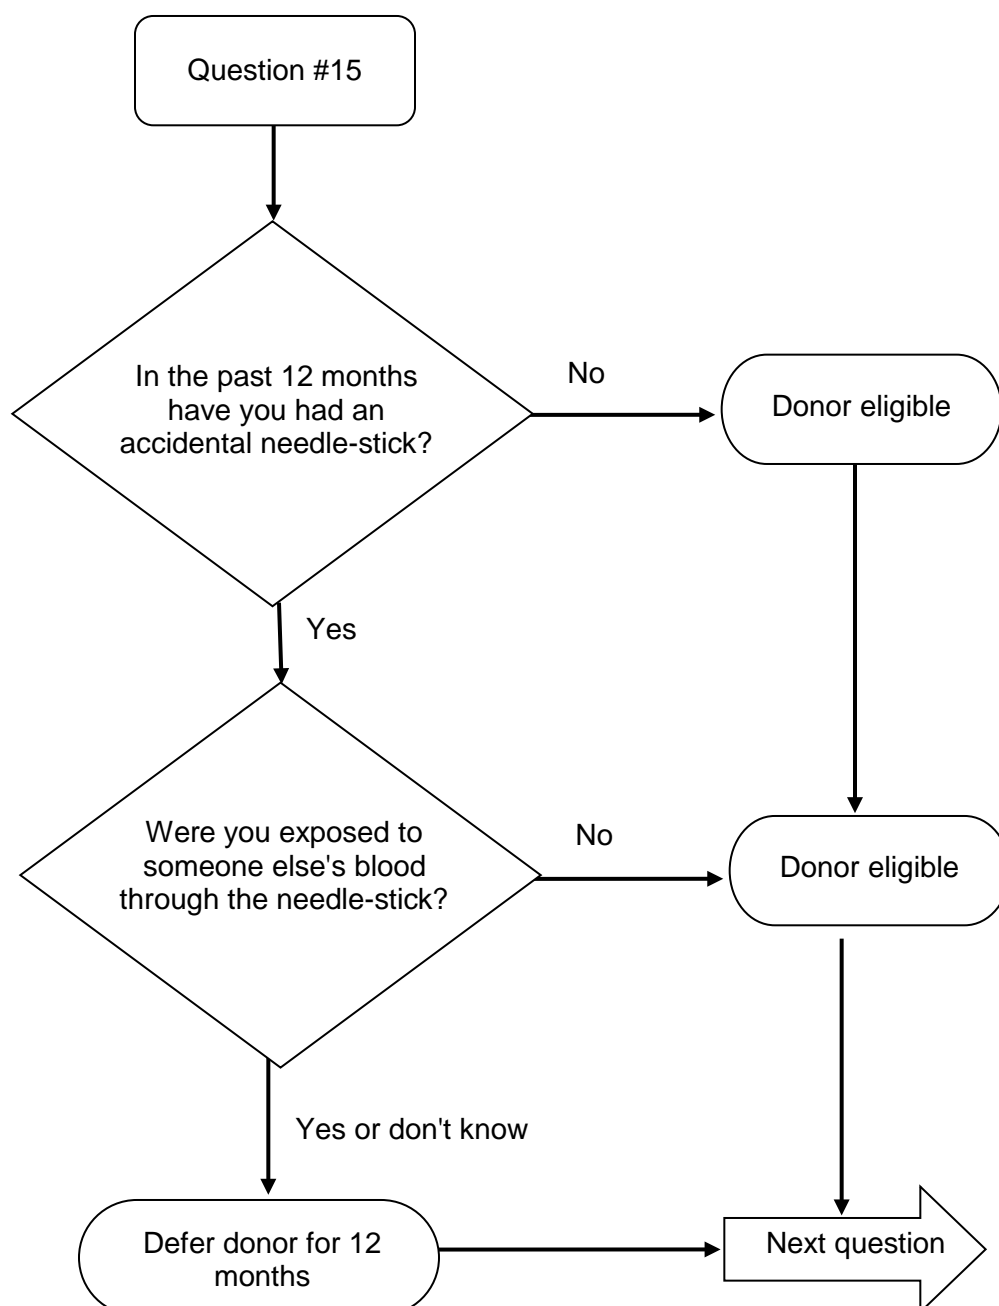 Question #15
In the past 12 months
have you had an
accidental needle-stick?
No
Donor eligible
Yes
Were you exposed to
someone else's blood
through the needle-stick?
No
Donor eligible
Yes or don't know
Defer donor for 12
months
Next question